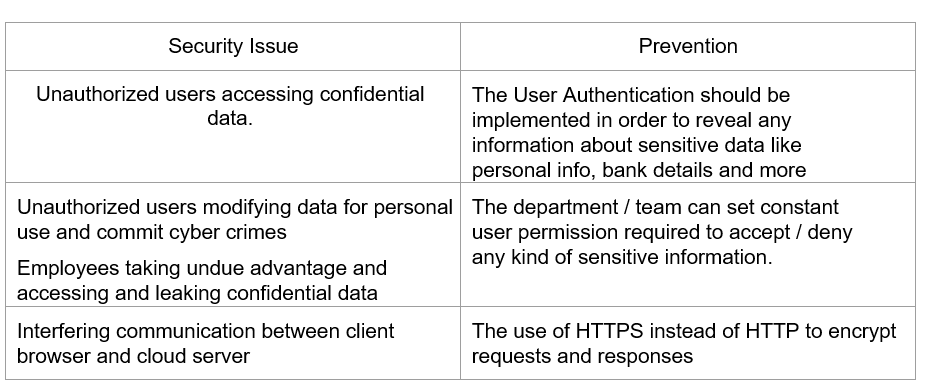 Security Issue
Prevention
Unauthorized users accessing confidential
data.
The User Authentication should be
implemented in order to reveal any
information about sensitive data like
personal info, bank details and more
Unauthorized users modifying data for personal
use and commit cyber crimes
Employees taking undue advantage and
accessing and leaking confidential data
The department / team can set constant
user permission required to accept / deny
any kind of sensitive information.
Interfering communication between client
browser and cloud server
The use of HTTPS instead of HTTP to encrypt
requests and responses